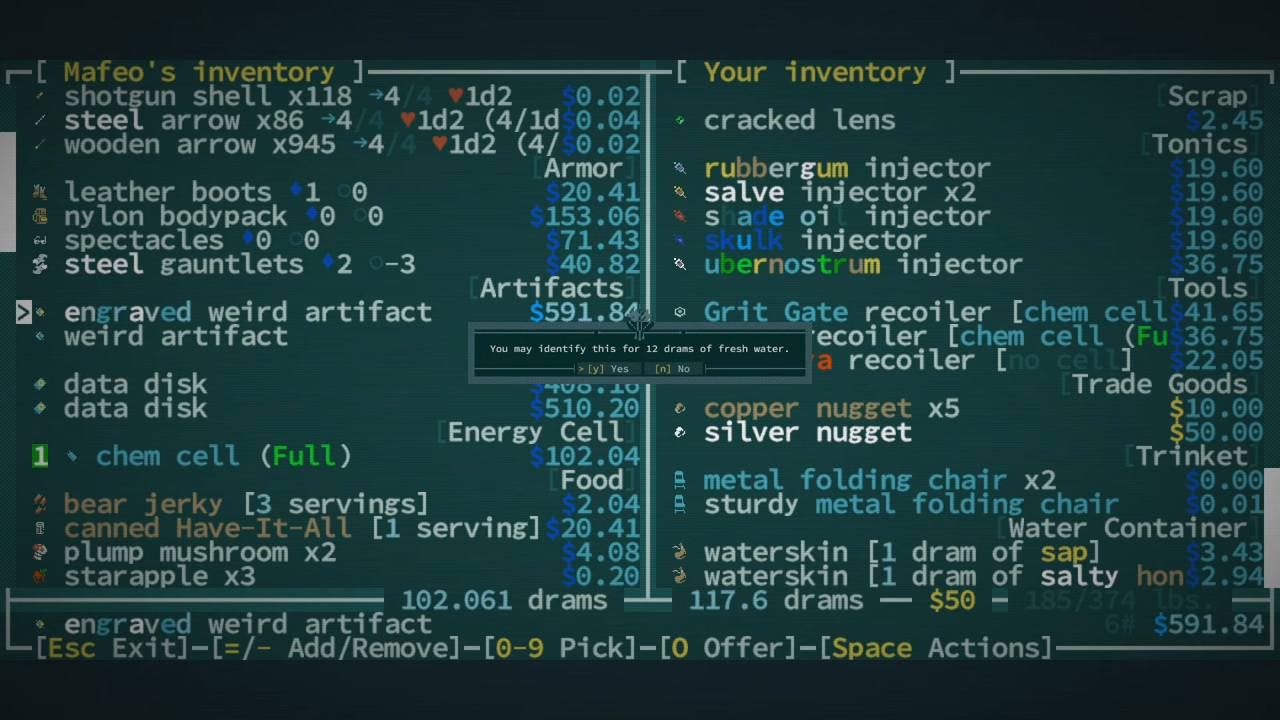 [ Mafeo's inventory ]
shotgun shell x118 →4/4 ♥1d2 $0.02
steel arrow x86 →4/4 ♥1d2 (4/1d $0.04
wooden arrow x945 →4/4 ♥1d2 (4/ $0.02
[Armor]
leather boots ♦1 ○0 $20.41
nylon bodypack ♦0 ○0 $153.06
spectacles ♦0 ○0 $71.43
steel gauntlets ♦2 ○-3 $40.82
[Artifacts]
> engraved weird artifact $591.84
weird artifact
data disk $408.16
data disk $510.20
[Energy Cell]
1 chem cell (Full) $102.04
[Food]
bear jerky [3 servings] $2.04
canned Have-It-All [1 serving] $20.41
plump mushroom x2 $4.08
starapple x3 $0.20
[ Your inventory ]
[Scrap]
cracked lens $2.45
[Tonics]
rubbergum injector $19.60
salve injector x2 $19.60
shade oil injector $19.60
skulk injector $19.60
ubernostrum injector $36.75
[Tools]
Grit Gate recoiler [chem cell $41.65
recoiler [chem cell (Fu $36.75
a recoiler [no cell] $22.05
[Trade Goods]
copper nugget x5 $10.00
silver nugget $50.00
[Trinket]
metal folding chair x2 $0.00
sturdy metal folding chair $0.01
[Water Container]
waterskin [1 dram of sap] $3.43
waterskin [1 dram of salty hon $2.94
You may identify this for 12 drams of fresh water.
> [y] Yes [n] No
102.061 drams 117.6 drams — $50 — 185/374 lbs.
engraved weird artifact 6# $591.84
[Esc Exit]—[=/- Add/Remove]—[0-9 Pick]—[O Offer]—[Space Actions]